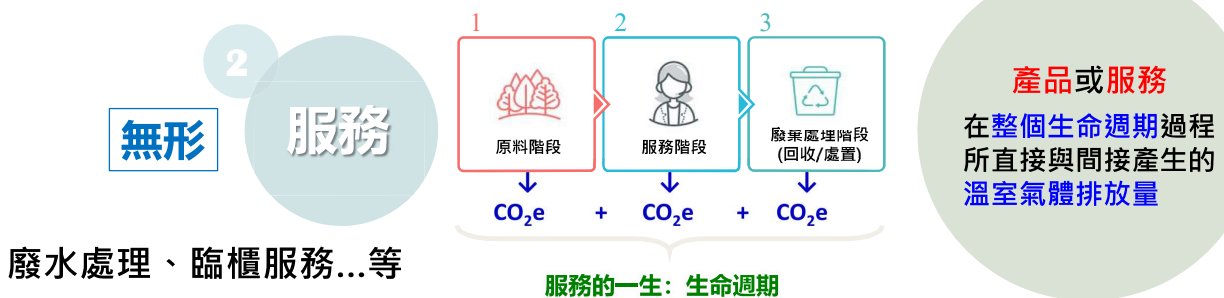 2
服務
無形
廢水處理、臨櫃服務...等
1
2
3
原料階段
服務階段
廢棄處理階段
(回收/處置)
CO₂e + CO₂e + CO₂e
服務的一生：生命週期
產品或服務
在整個生命週期過程
所直接與間接產生的
溫室氣體排放量